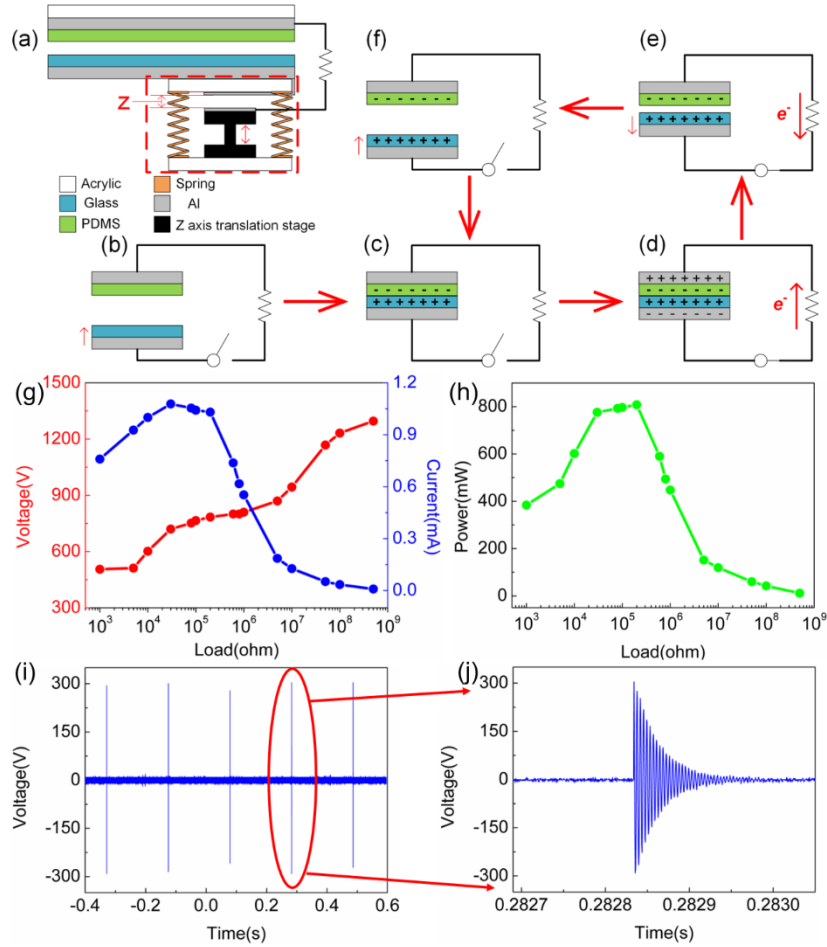 (a)
Z
Acrylic
Spring
Glass
Al
PDMS
Z axis translation stage
(f)
- - - - - -
+ + + + + +
(e)
- - - - - -
+ + + + + +
e-
(b)
(c)
- - - - - -
+ + + + + +
(d)
+ + + + + +
- - - - - -
+ + + + + +
- - - - - -
e-
(g)
1500
1200
900
600
300
Voltage(V)
1.2
0.9
0.6
0.3
0.0
Current(mA)
10³ 10⁴ 10⁵ 10⁶ 10⁷ 10⁸ 10⁹
Load(ohm)
(h)
800
600
400
200
0
Power(mW)
10³ 10⁴ 10⁵ 10⁶ 10⁷ 10⁸ 10⁹
Load(ohm)
(i)
300
150
0
-150
-300
Voltage(V)
-0.4 -0.2 0.0 0.2 0.4 0.6
Time(s)
(j)
300
150
0
-150
-300
Voltage(V)
0.2827 0.2828 0.2829 0.2830
Time(s)